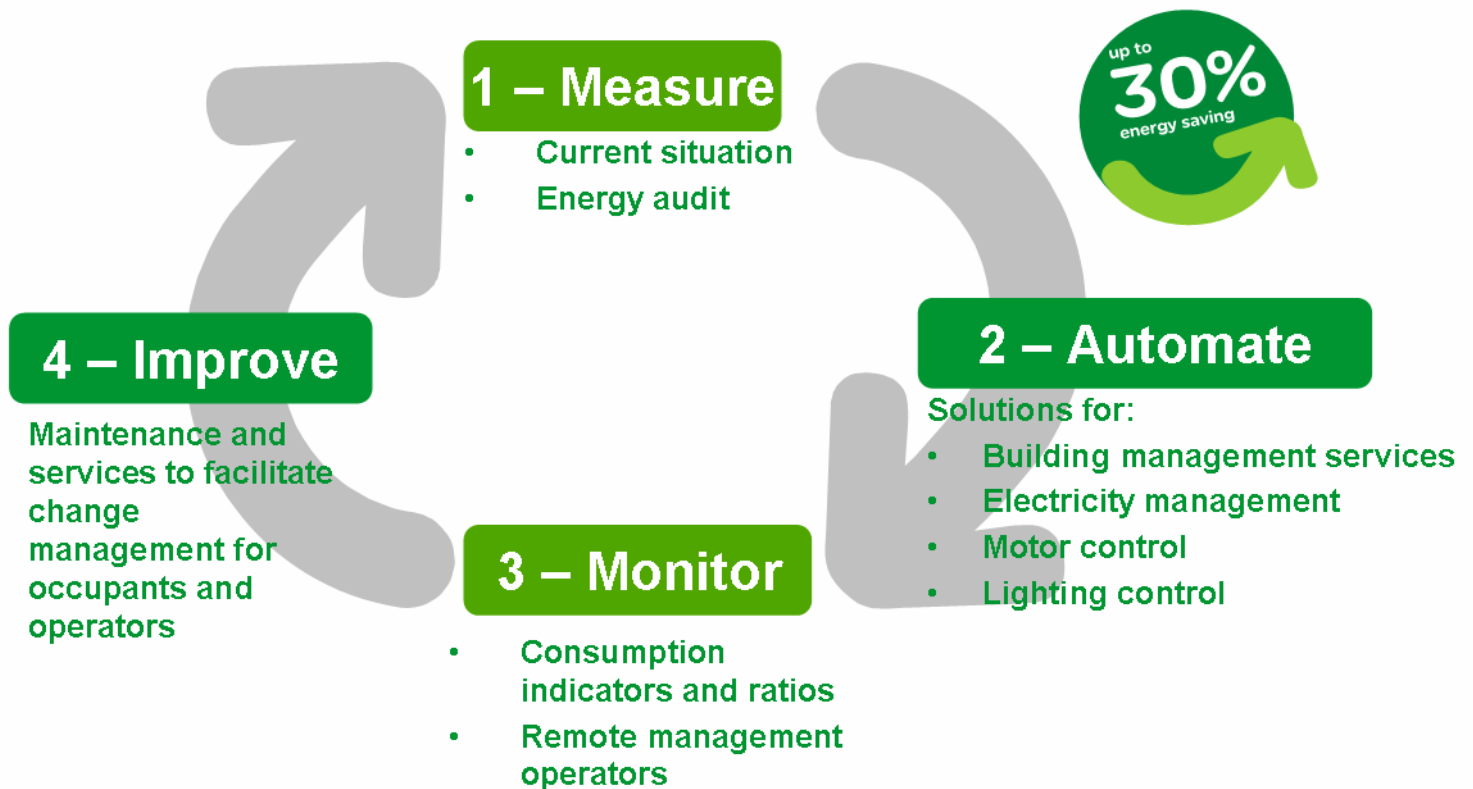 1 – Measure
• Current situation
• Energy audit
up to
30%
energy saving
2 – Automate
Solutions for:
• Building management services
• Electricity management
• Motor control
• Lighting control
3 – Monitor
• Consumption
indicators and ratios
• Remote management
operators
4 – Improve
Maintenance and
services to facilitate
change
management for
occupants and
operators